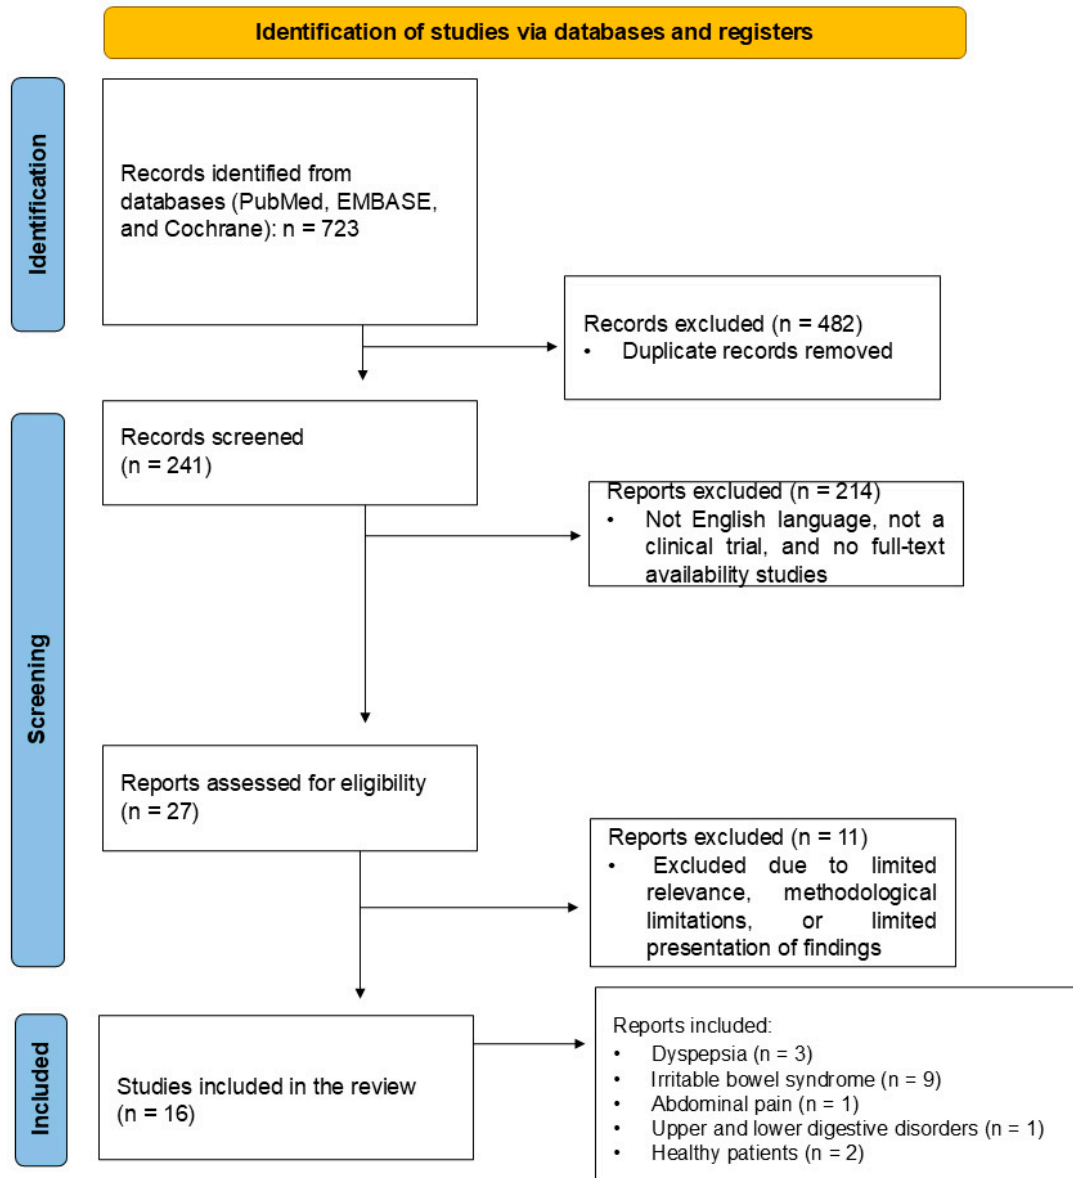 Identification of studies via databases and registers
Identification
Records identified from
databases (PubMed, EMBASE,
and Cochrane): n = 723
Records excluded (n = 482)
• Duplicate records removed
Screening
Records screened
(n = 241)
Reports excluded (n = 214)
• Not English language, not a
clinical trial, and no full-text
availability studies
Reports assessed for eligibility
(n = 27)
Reports excluded (n = 11)
• Excluded due to limited
relevance, methodological
limitations, or limited
presentation of findings
Included
Studies included in the review
(n = 16)
Reports included:
• Dyspepsia (n = 3)
• Irritable bowel syndrome (n = 9)
• Abdominal pain (n = 1)
• Upper and lower digestive disorders (n = 1)
• Healthy patients (n = 2)